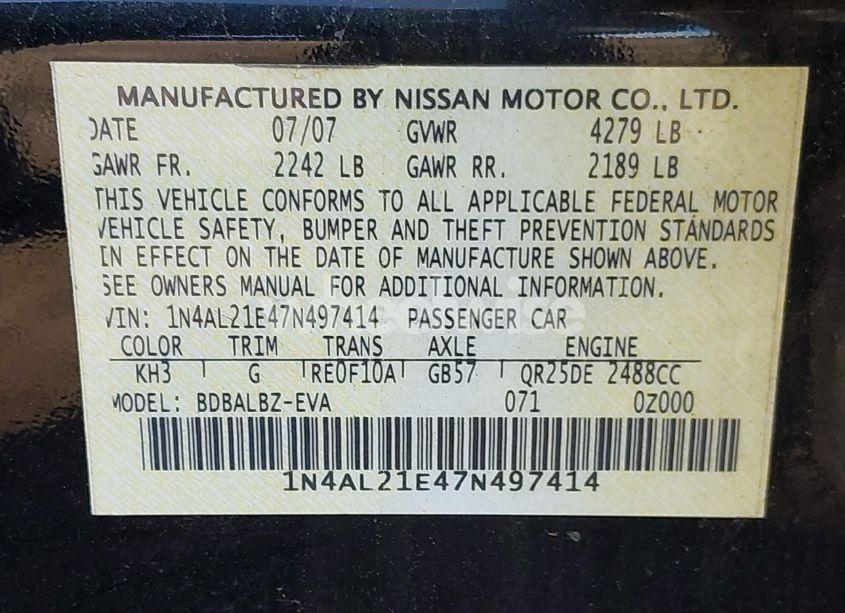 MANUFACTURED BY NISSAN MOTOR CO., LTD.
DATE 07/07 GVWR 4279 LB
GAWR FR. 2242 LB GAWR RR. 2189 LB
THIS VEHICLE CONFORMS TO ALL APPLICABLE FEDERAL MOTOR
VEHICLE SAFETY, BUMPER AND THEFT PREVENTION STANDARDS
IN EFFECT ON THE DATE OF MANUFACTURE SHOWN ABOVE.
SEE OWNERS MANUAL FOR ADDITIONAL INFORMATION.
VIN: 1N4AL21E47N497414 PASSENGER CAR
COLOR TRIM TRANS AXLE ENGINE
KH3 G RE0F10A GB57 QR25DE 2488CC
MODEL: BDBALBZ-EVA 071 0Z000
1N4AL21E47N497414